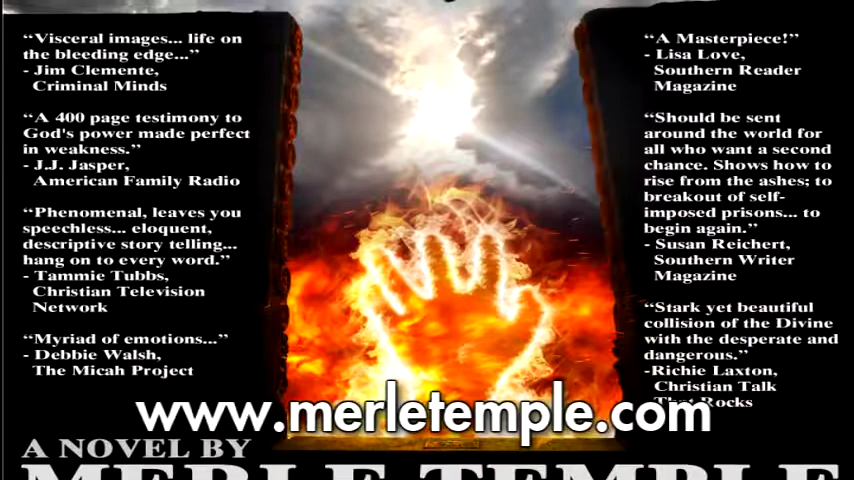 “Visceral images... life on
the bleeding edge...”
- Jim Clemente,
Criminal Minds
“A 400 page testimony to
God's power made perfect
in weakness.”
- J.J. Jasper,
American Family Radio
“Phenomenal, leaves you
speechless... eloquent,
descriptive story telling...
hang on to every word.”
- Tammie Tubbs,
Christian Television
Network
“Myriad of emotions...”
- Debbie Walsh,
The Micah Project
“A Masterpiece!”
- Lisa Love,
Southern Reader
Magazine
“Should be sent
around the world for
all who want a second
chance. Shows how to
rise from the ashes; to
breakout of self-
imposed prisons... to
begin again.”
- Susan Reichert,
Southern Writer
Magazine
“Stark yet beautiful
collision of the Divine
with the desperate and
dangerous.”
-Richie Laxton,
Christian Talk
That Rocks
www.merletemple.com
A NOVEL BY
MERLE TEMPLE